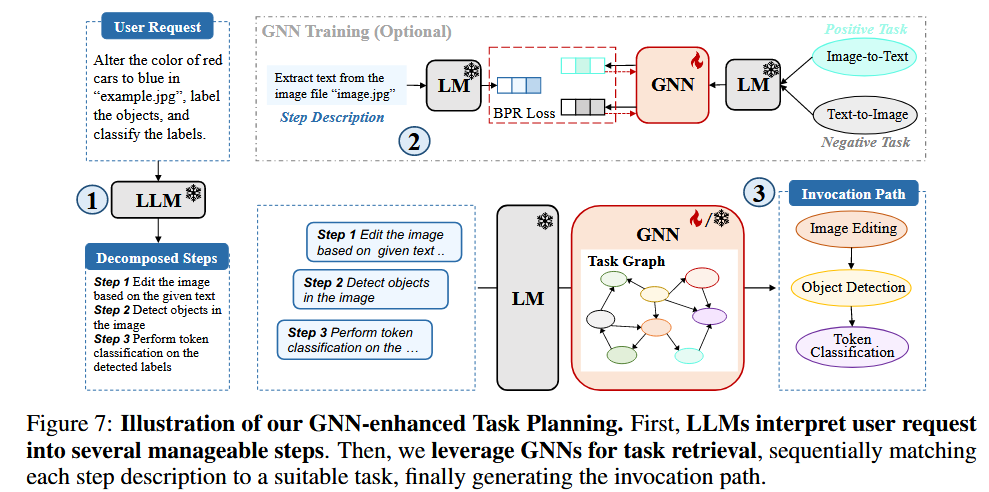 User Request
Alter the color of red
cars to blue in
“example.jpg”, label
the objects, and
classify the labels.
1
LLM
Decomposed Steps
Step 1 Edit the image
based on the given text
Step 2 Detect objects in
the image
Step 3 Perform token
classification on the
detected labels
GNN Training (Optional)
Extract text from the
image file “image.jpg”
Step Description
2
LM
BPR Loss
GNN
LM
Positive Task
Image-to-Text
Text-to-Image
Negative Task
Step 1 Edit the image
based on given text ..
Step 2 Detect objects
in the image
Step 3 Perform token
classification on the ...
LM
/
GNN
Task Graph
3
Invocation Path
Image Editing
Object Detection
Token
Classification
Figure 7: Illustration of our GNN-enhanced Task Planning. First, LLMs interpret user request
into several manageable steps. Then, we leverage GNNs for task retrieval, sequentially matching
each step description to a suitable task, finally generating the invocation path.